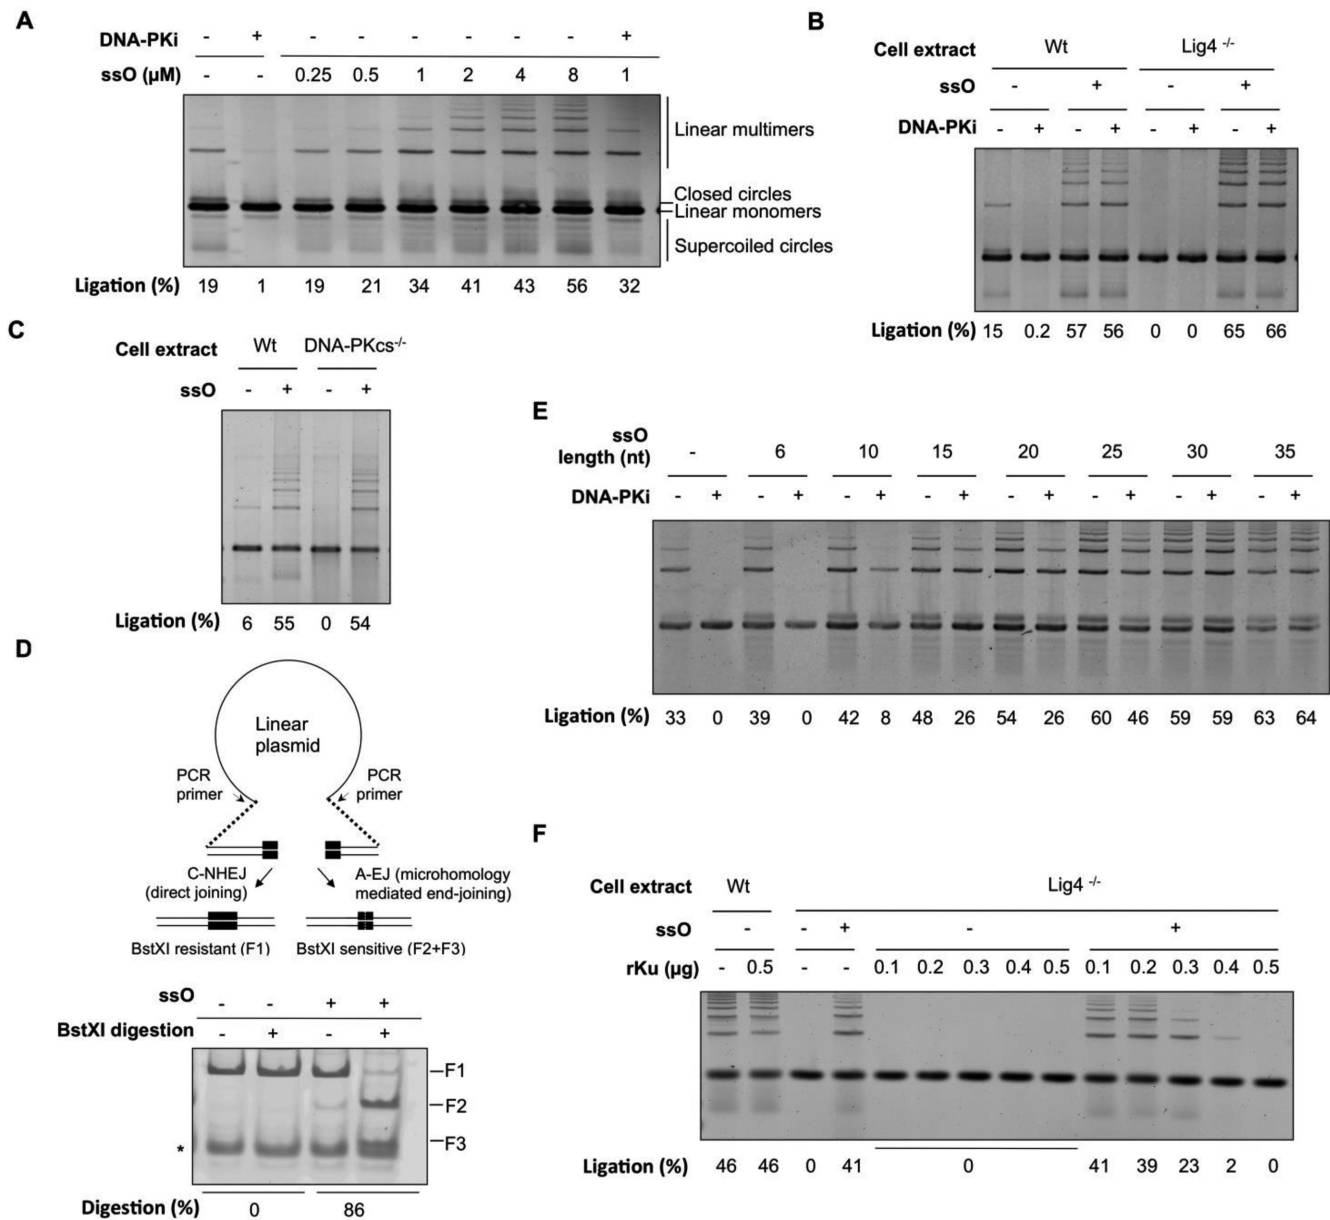 A
DNA-PKi - + - - - - - - +
ssO (µM) - - 0.25 0.5 1 2 4 8 1
Linear multimers
Closed circles
Linear monomers
Supercoiled circles
Ligation (%) 19 1 19 21 34 41 43 56 32
B
Cell extract Wt Lig4 -/-
ssO - + - +
DNA-PKi - + - + - + - +
Ligation (%) 15 0.2 57 56 0 0 65 66
C
Cell extract Wt DNA-PKcs-/-
ssO - + - +
Ligation (%) 6 55 0 54
D
Linear
plasmid
PCR
primer
PCR
primer
C-NHEJ
(direct joining)
A-EJ (microhomology
mediated end-joining)
BstXI resistant (F1)
BstXI sensitive (F2+F3)
ssO - - + +
BstXI digestion - + - +
F1
F2
F3
*
Digestion (%) 0 86
E
ssO
length (nt) - 6 10 15 20 25 30 35
DNA-PKi - + - + - + - + - + - + - + - +
Ligation (%) 33 0 39 0 42 8 48 26 54 26 60 46 59 59 63 64
F
Cell extract Wt Lig4 -/-
ssO - - + - +
rKu (µg) - 0.5 - - 0.1 0.2 0.3 0.4 0.5 0.1 0.2 0.3 0.4 0.5
Ligation (%) 46 46 0 41 0 41 39 23 2 0